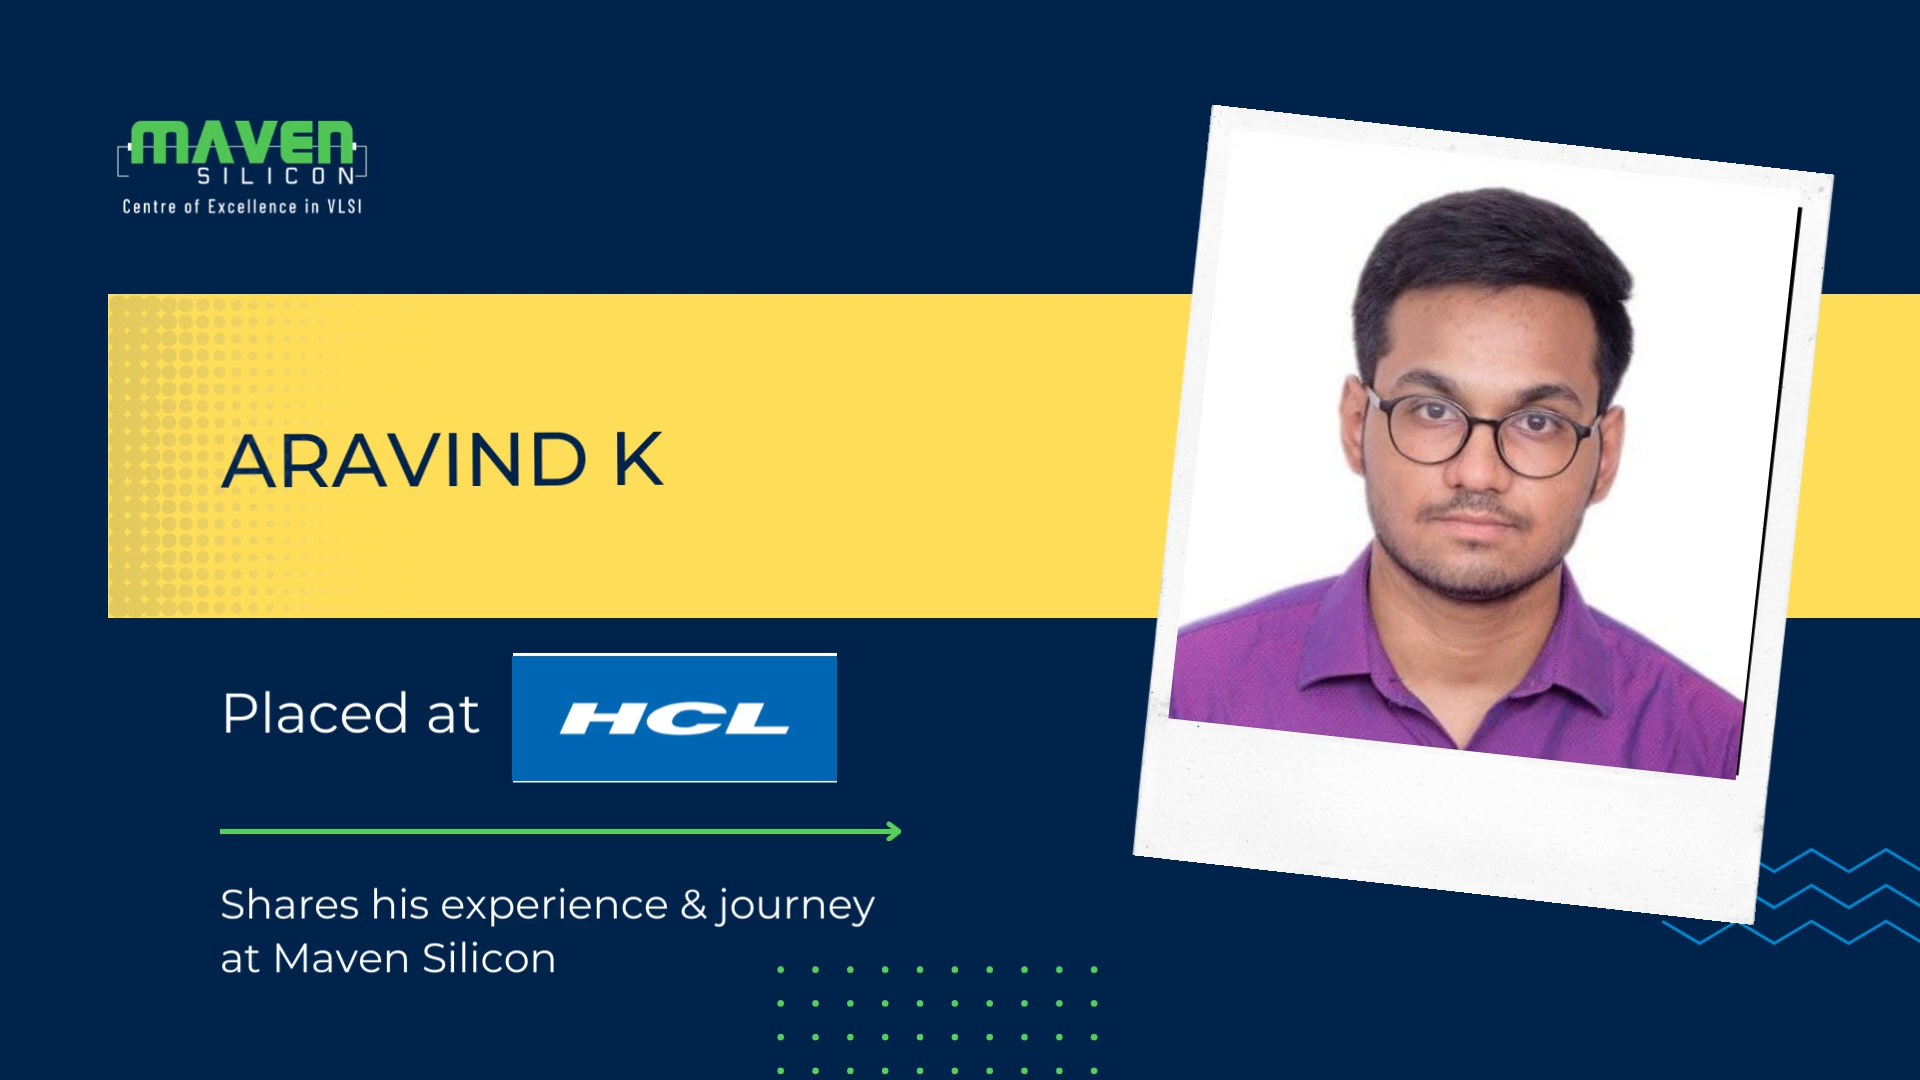 MAVEN
SILICON
Centre of Excellence in VLSI
ARAVIND K
Placed at HCL
Shares his experience & journey
at Maven Silicon